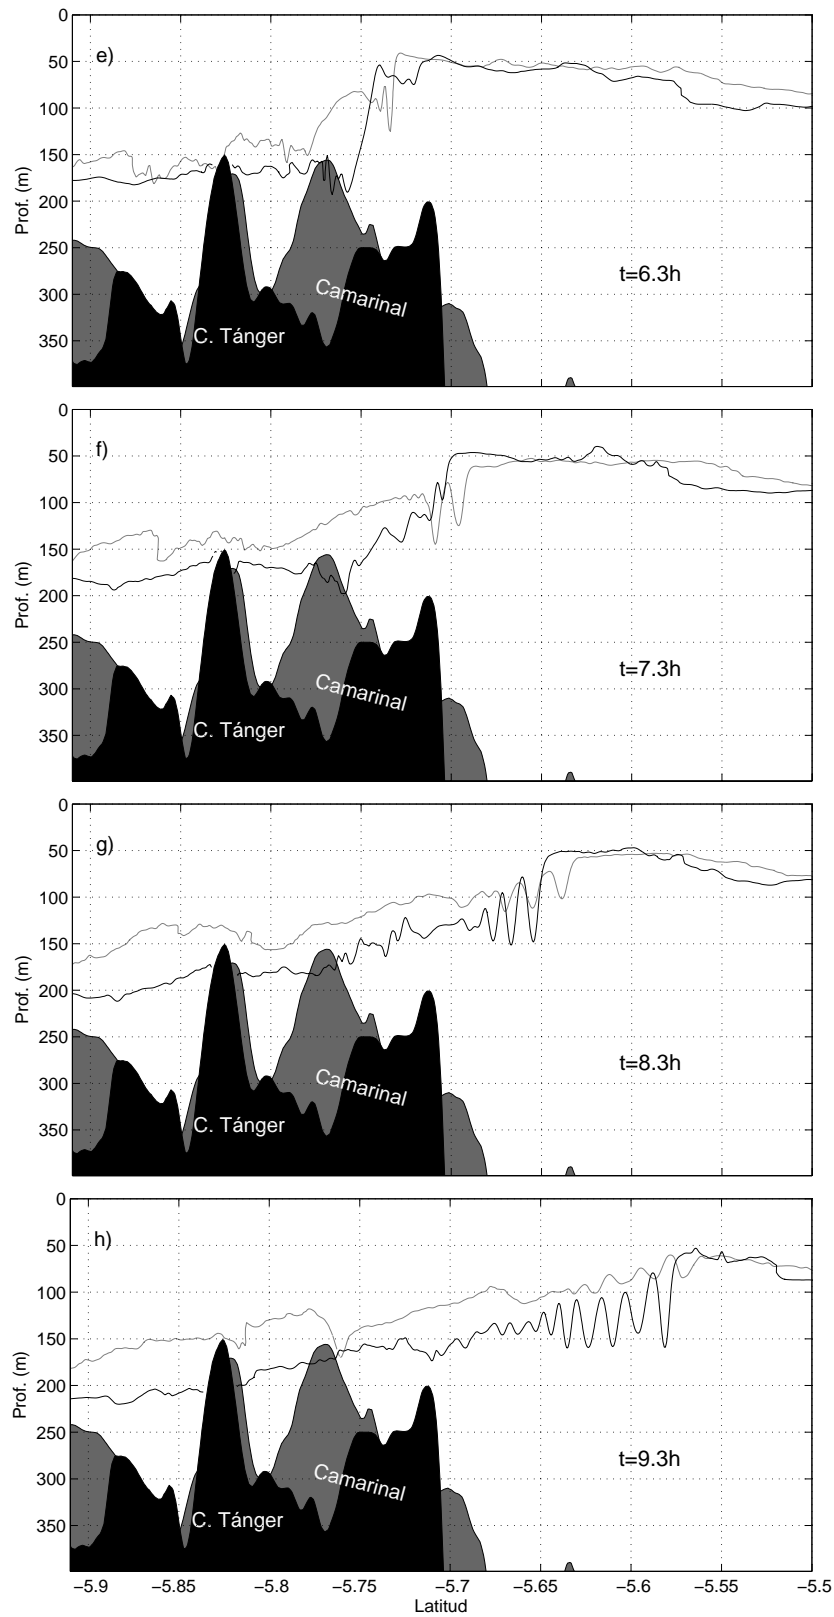 e)
0
50
100
150
200
250
300
350
Prof. (m)
Camarinal
C. Tánger
t=6.3h
f)
0
50
100
150
200
250
300
350
Prof. (m)
Camarinal
C. Tánger
t=7.3h
g)
0
50
100
150
200
250
300
350
Prof. (m)
Camarinal
C. Tánger
t=8.3h
h)
0
50
100
150
200
250
300
350
Prof. (m)
Camarinal
C. Tánger
t=9.3h
−5.9 −5.85 −5.8 −5.75 −5.7 −5.65 −5.6 −5.55 −5.5
Latitud